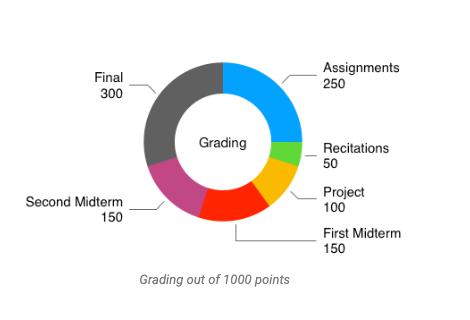 Assignments
250
Recitations
50
Project
100
First Midterm
150
Second Midterm
150
Final
300
Grading
Grading out of 1000 points